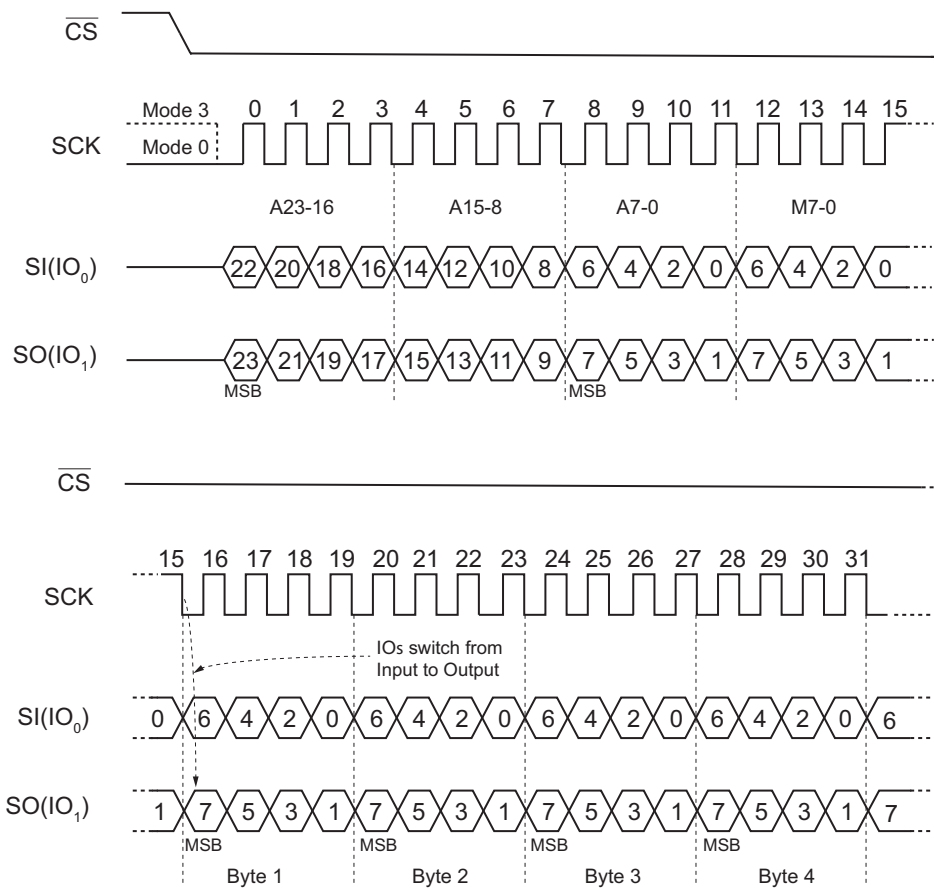 CS
Mode 3
0 1 2 3 4 5 6 7 8 9 10 11 12 13 14 15
SCK
Mode 0
A23-16 A15-8 A7-0 M7-0
SI(IO0)
22 20 18 16 14 12 10 8 6 4 2 0 6 4 2 0
SO(IO1)
23 21 19 17 15 13 11 9 7 5 3 1 7 5 3 1
MSB MSB
CS
15 16 17 18 19 20 21 22 23 24 25 26 27 28 29 30 31
SCK
IOs switch from
Input to Output
SI(IO0)
0 6 4 2 0 6 4 2 0 6 4 2 0 6 4 2 0 6
SO(IO1)
1 7 5 3 1 7 5 3 1 7 5 3 1 7 5 3 1 7
MSB MSB MSB MSB
Byte 1 Byte 2 Byte 3 Byte 4